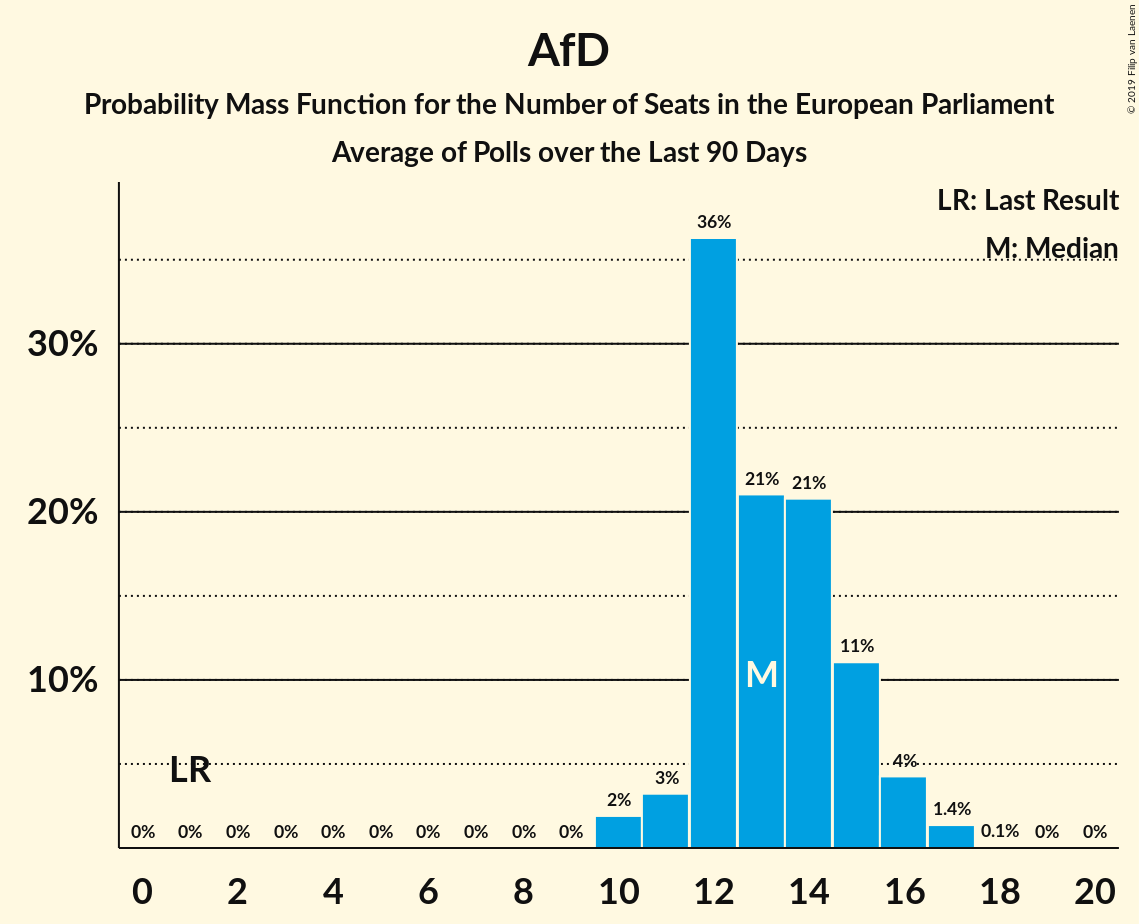 AfD
Probability Mass Function for the Number of Seats in the European Parliament
Average of Polls over the Last 90 Days
© 2019 Filip van Laenen
LR: Last Result
M: Median
36%
30%
21% 21%
20%
11%
M
10%
LR
4%
3%
2%
1.4%
0% 0% 0% 0% 0% 0% 0% 0% 0% 0% 0.1% 0% 0%
0 2 4 6 8 10 12 14 16 18 20